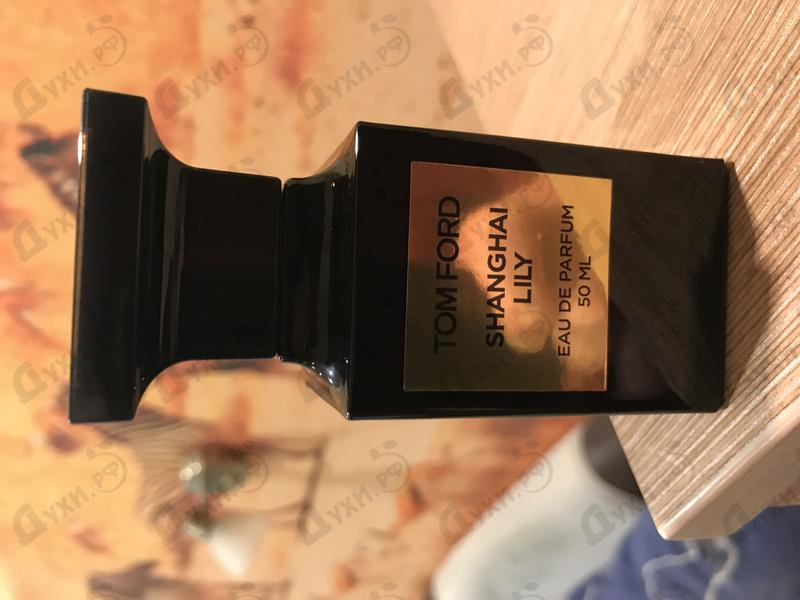 TOM FORD
SHANGHAI
LILY
EAU DE PARFUM
50 ML
Духи.РФ